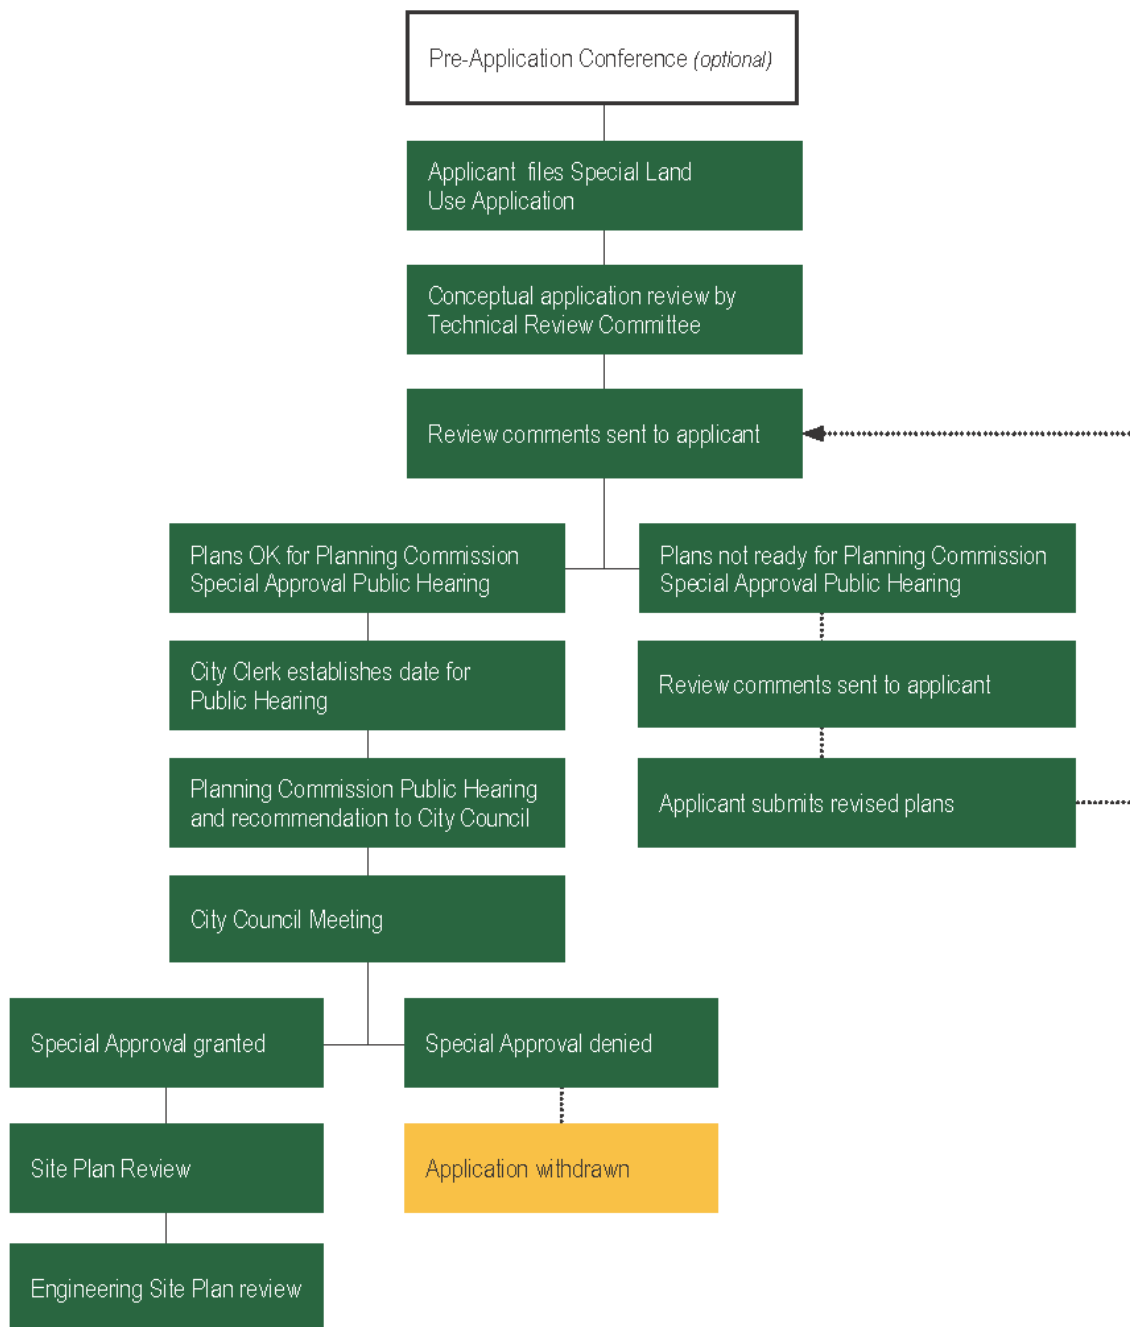 Pre-Application Conference (optional)
Applicant files Special Land
Use Application
Conceptual application review by
Technical Review Committee
Review comments sent to applicant
Plans OK for Planning Commission
Special Approval Public Hearing
Plans not ready for Planning Commission
Special Approval Public Hearing
City Clerk establishes date for
Public Hearing
Review comments sent to applicant
Planning Commission Public Hearing
and recommendation to City Council
Applicant submits revised plans
City Council Meeting
Special Approval granted
Special Approval denied
Site Plan Review
Application withdrawn
Engineering Site Plan review